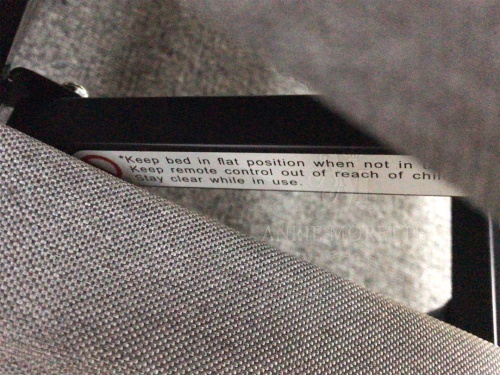 *Keep bed in flat position when not in
Keep remote control out of reach of
Stay clear while in use.